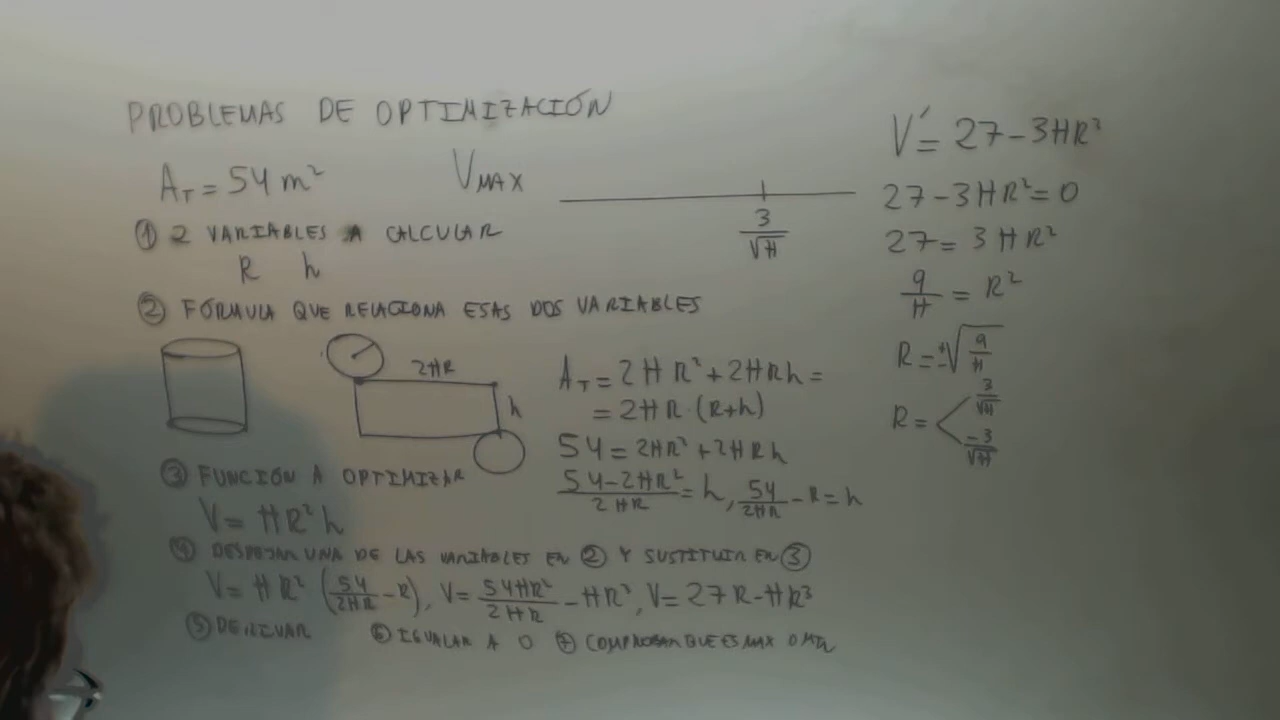 PROBLEMAS DE OPTIMIZACIÓN
A_T = 54 m²
V_MAX
3/√π
① 2 VARIABLES A CALCULAR
R h
② FÓRMULA QUE RELACIONA ESAS DOS VARIABLES
2πR
h
A_T = 2πR² + 2πRh =
= 2πR·(R+h)
54 = 2πR² + 2πRh
(54-2πR²)/(2πR) = h, 54/(2πR) - R = h
③ FUNCIÓN A OPTIMIZAR
V = πR²h
④ DESPEJAR UNA DE LAS VARIABLES EN ② Y SUSTITUIR EN ③
V = πR² (54/(2πR) - R), V = 54πR²/(2πR) - πR³, V = 27R - πR³
⑤ DERIVAR ⑥ IGUALAR A 0 ⑦ COMPROBAR QUE ES MAX O MIN
V' = 27 - 3πR²
27 - 3πR² = 0
27 = 3πR²
9/π = R²
R = ±√(9/π)
R = < 3/√π
-3/√π